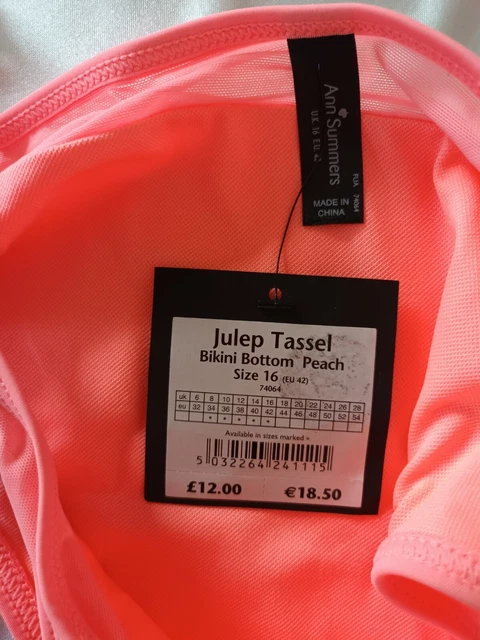 Ann Summers
UK 16 EU 42
PUA 74064
MADE IN
CHINA
Julep Tassel
Bikini Bottom Peach
Size 16 (EU 42)
74064
uk 6 8 10 12 14 16 18 20 22 24 26 28
eu 32 34 36 38 40 42 44 46 48 50 52 54
* * * * *
Available in sizes marked *
5 032264 241115
£12.00 €18.50